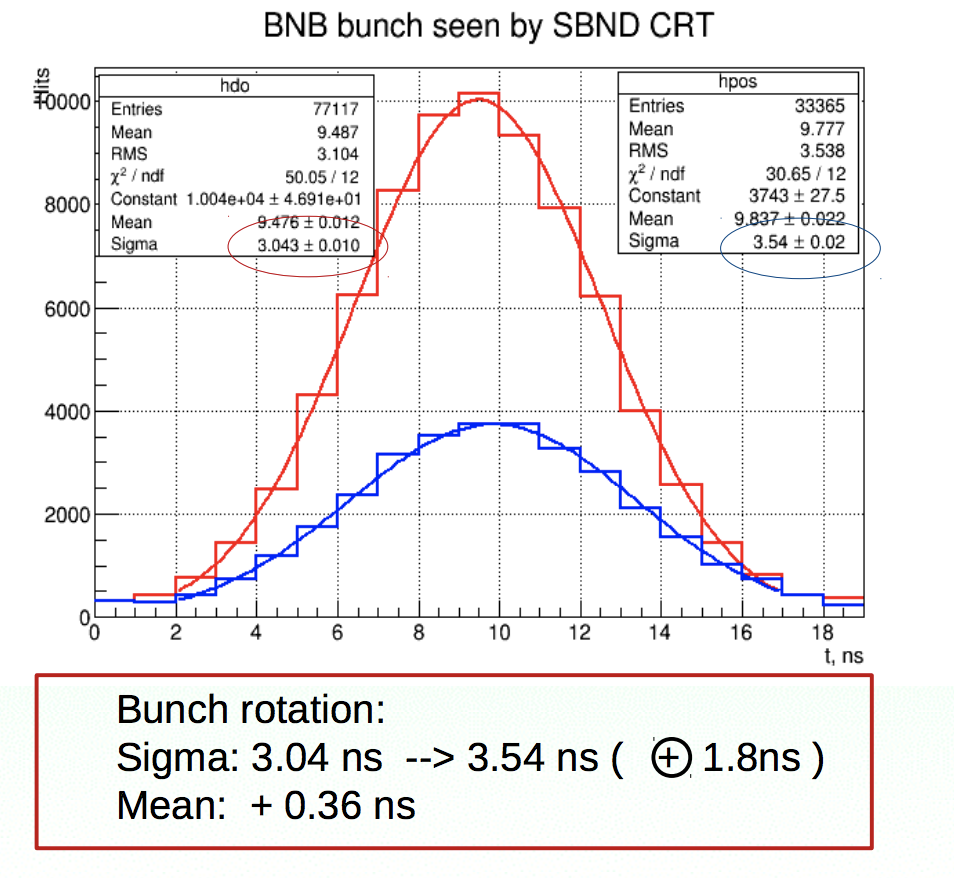 BNB bunch seen by SBND CRT
Hits
hdo
Entries 77117
Mean 9.487
RMS 3.104
χ² / ndf 50.05 / 12
Constant 1.004e+04 ± 4.691e+01
Mean 9.476 ± 0.012
Sigma 3.043 ± 0.010
hpos
Entries 33365
Mean 9.777
RMS 3.538
χ² / ndf 30.65 / 12
Constant 3743 ± 27.5
Mean 9.837 ± 0.022
Sigma 3.54 ± 0.02
10000
8000
6000
4000
2000
0
0 2 4 6 8 10 12 14 16 18
t, ns
Bunch rotation:
Sigma: 3.04 ns --> 3.54 ns ( ⊕ 1.8ns )
Mean: + 0.36 ns